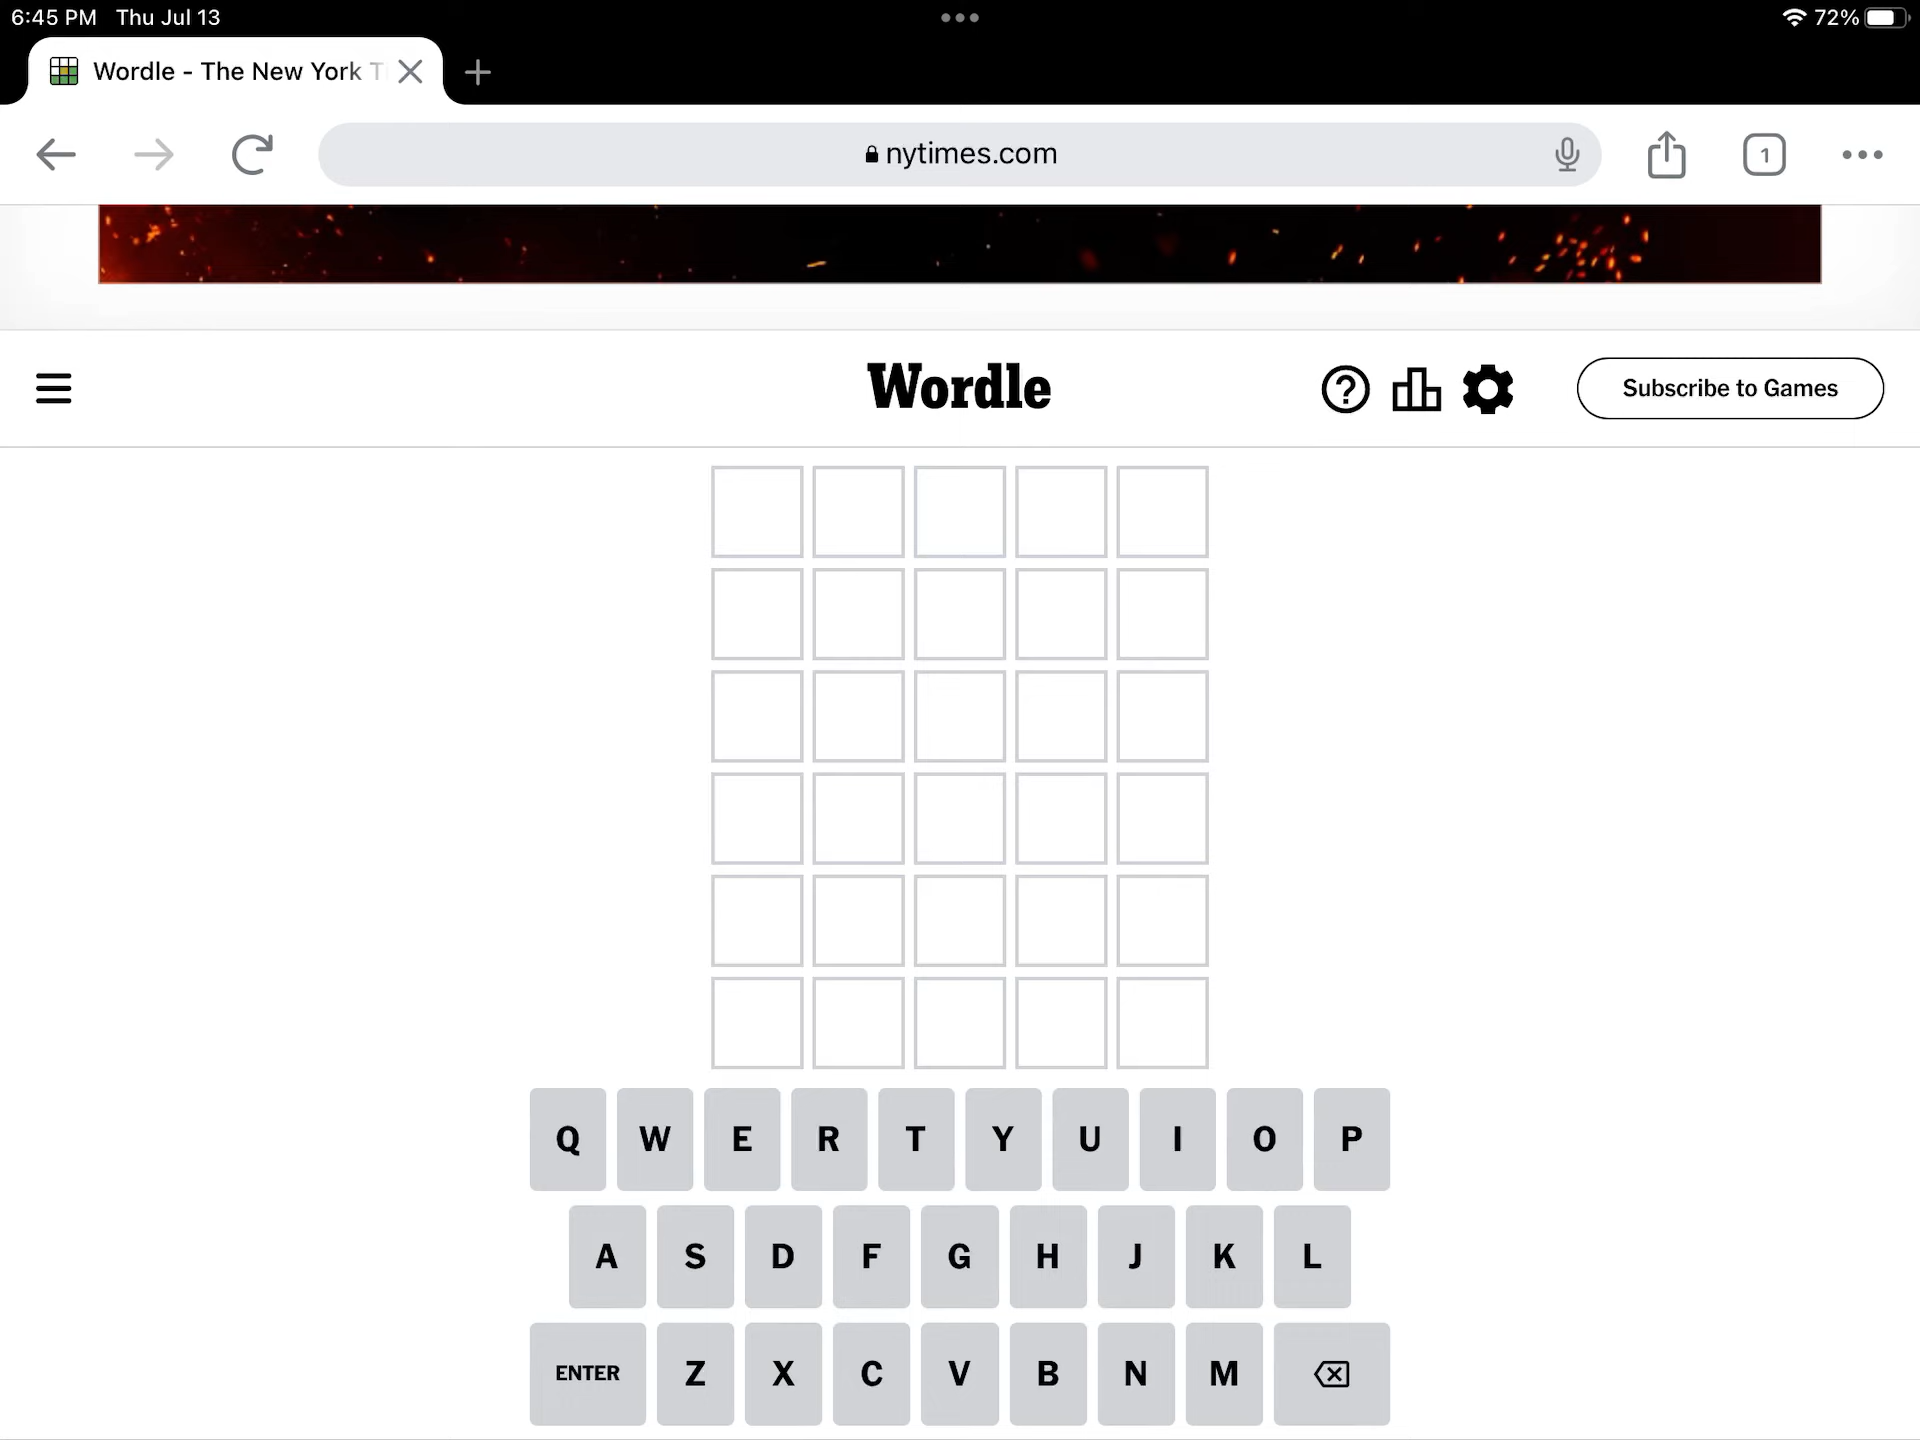 6:45 PM Thu Jul 13
72%
Wordle - The New York T
nytimes.com
1
Wordle
Subscribe to Games
Q W E R T Y U I O P
A S D F G H J K L
ENTER Z X C V B N M